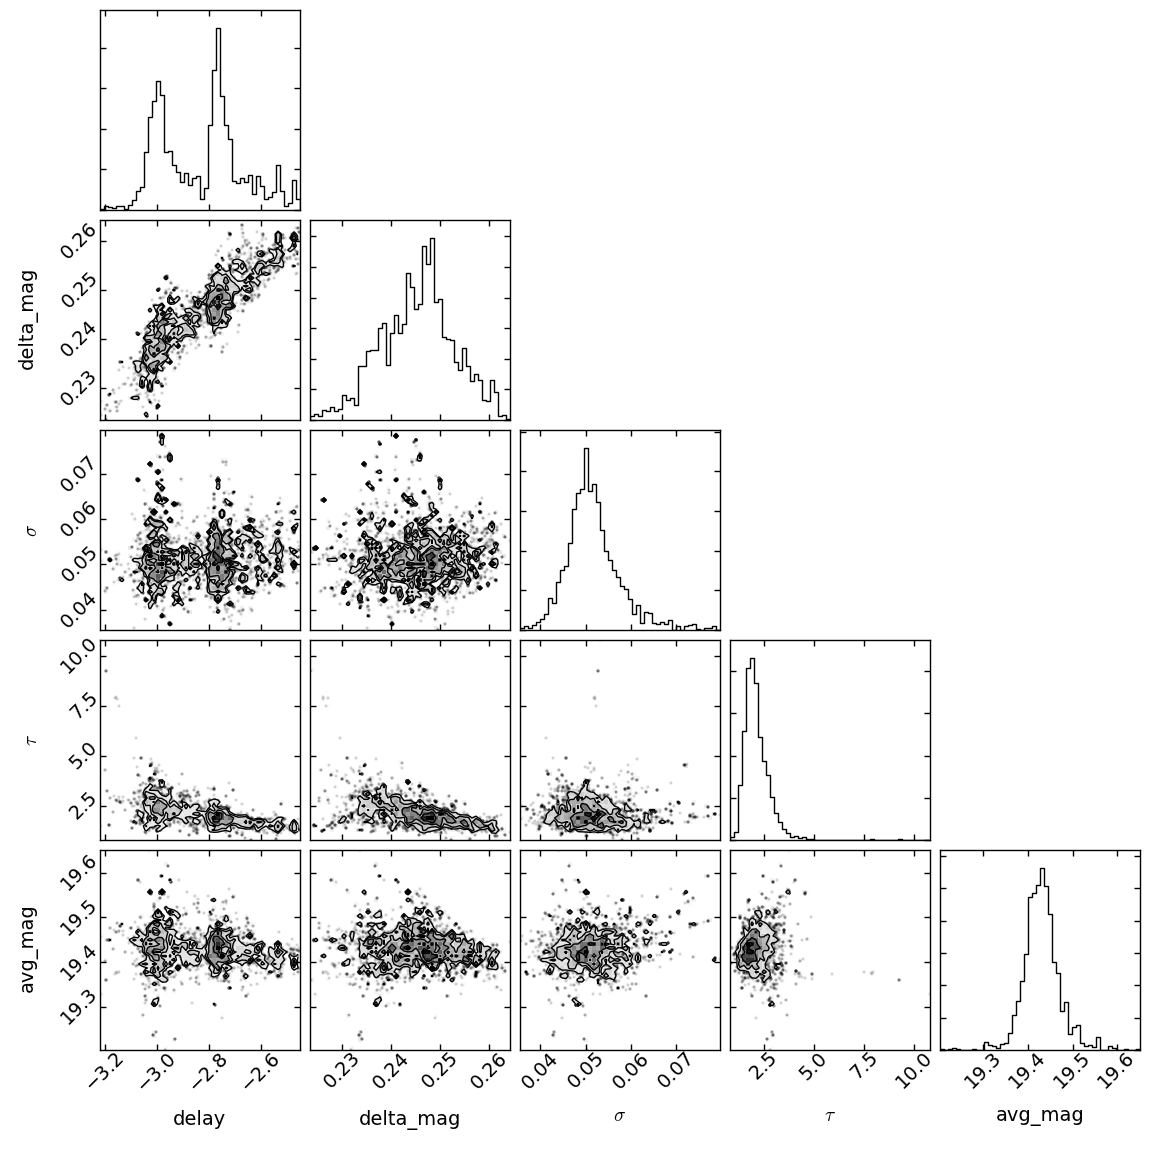 0.26
0.25
0.24
0.23
delta_mag
0.07
0.06
0.05
0.04
σ
10.0
7.5
5.0
2.5
τ
19.6
19.5
19.4
19.3
avg_mag
−3.2 −3.0 −2.8 −2.6
0.23 0.24 0.25 0.26
0.04 0.05 0.06 0.07
2.5 5.0 7.5 10.0
19.3 19.4 19.5 19.6
delay delta_mag σ τ avg_mag